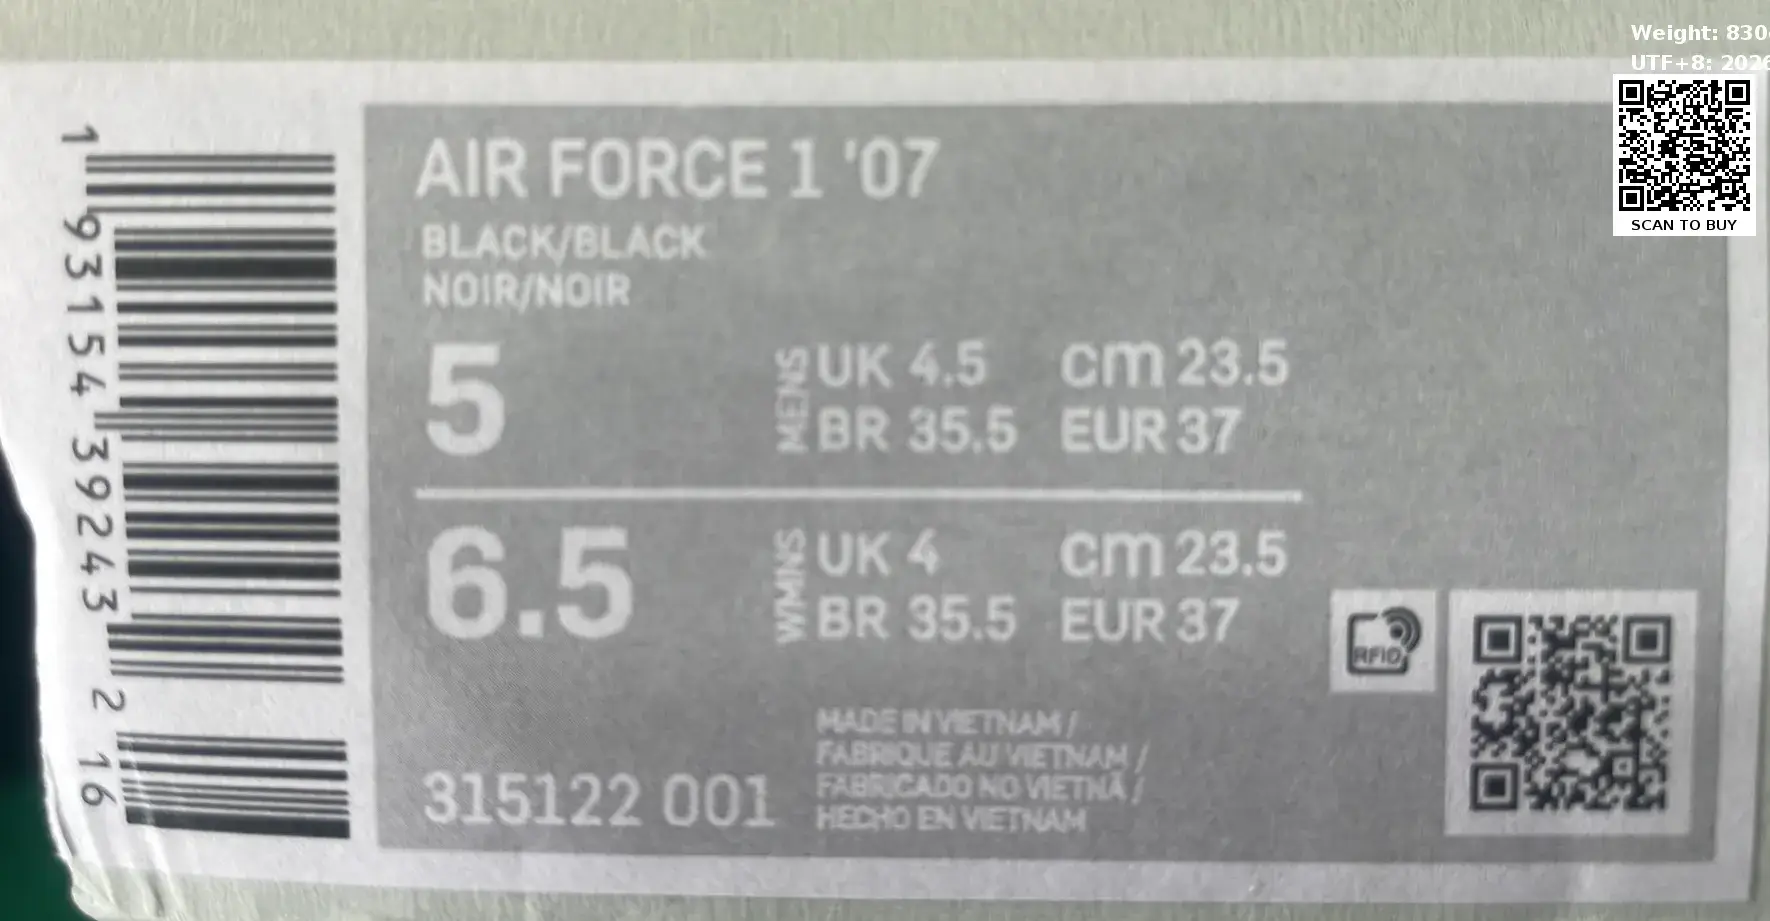 Weight: 830
UTF+8: 2026
SCAN TO BUY
1 93154 39243 2 16
AIR FORCE 1 '07
BLACK/BLACK
NOIR/NOIR
5
MENS
UK 4.5 cm 23.5
BR 35.5 EUR 37
6.5
WMNS
UK 4 cm 23.5
BR 35.5 EUR 37
RFID
MADE IN VIETNAM /
FABRIQUE AU VIETNAM /
FABRICADO NO VIETNÃ /
HECHO EN VIETNAM
315122 001